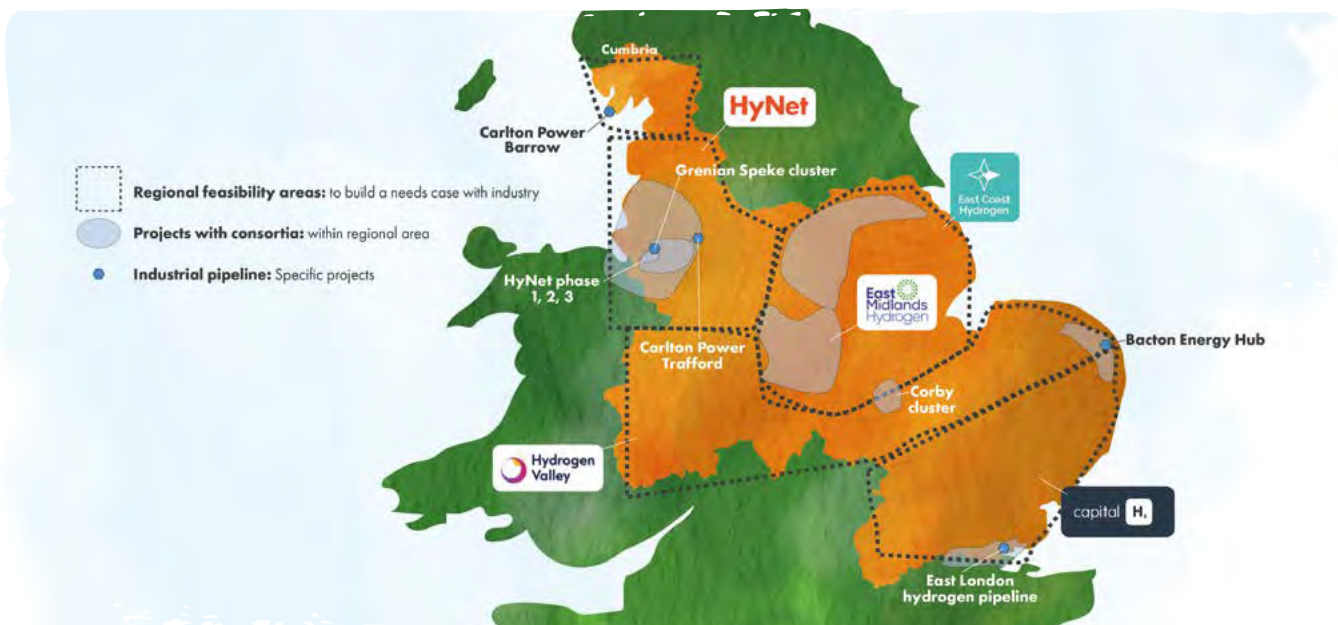 Cumbria
HyNet
Carlton Power
Barrow
Grenian Speke cluster
East Coast
Hydrogen
Regional feasibility areas: to build a needs case with industry
Projects with consortia: within regional area
Industrial pipeline: Specific projects
HyNet phase
1, 2, 3
East
Midlands
Hydrogen
Carlton Power
Trafford
Bacton Energy Hub
Corby
cluster
Hydrogen
Valley
capital H,
East London
hydrogen pipeline